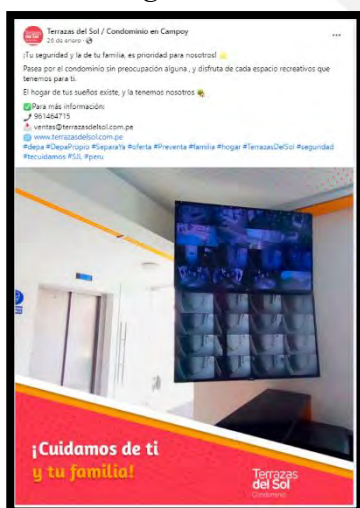 Terrazas del Sol / Condominio en Campoy
26 de enero
¡Tu seguridad y la de tu familia, es prioridad para nosotros!
Pasea por el condominio sin preocupación alguna , y disfruta de cada espacio recreativos que
tenemos para ti.
El hogar de tus sueños existe, y la tenemos nosotros
Para más información:
961464715
ventas@terrazasdelsol.com.pe
www.terrazasdelsol.com.pe
#depa #DepaPropio #SeparaYa #oferta #Preventa #familia #hogar #TerrazasDelSol #seguridad
#tecuidamos #SJL #peru
¡Cuidamos de ti
y tu familia!
Terrazas
del Sol
Condominio